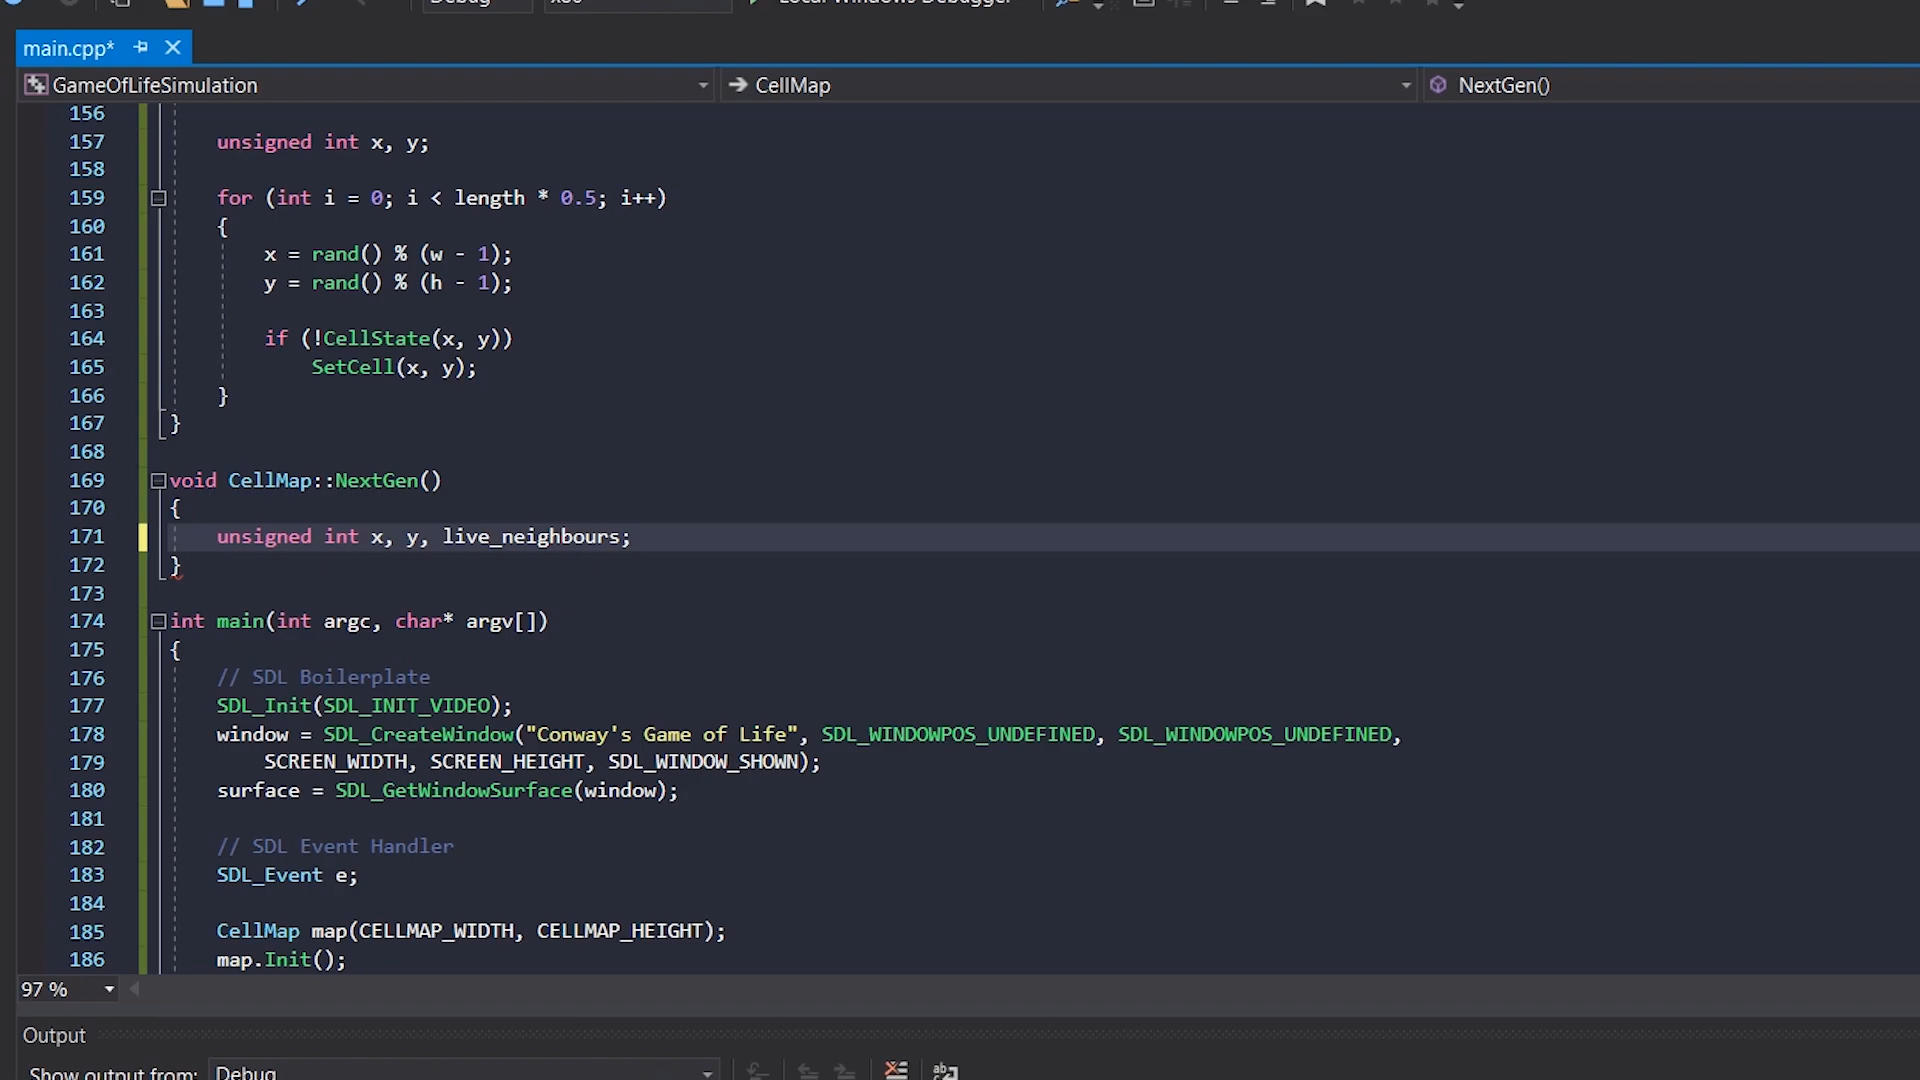 main.cpp*
GameOfLifeSimulation CellMap NextGen()
156
157 unsigned int x, y;
158
159 for (int i = 0; i < length * 0.5; i++)
160 {
161 x = rand() % (w - 1);
162 y = rand() % (h - 1);
163
164 if (!CellState(x, y))
165 SetCell(x, y);
166 }
167 }
168
169 void CellMap::NextGen()
170 {
171 unsigned int x, y, live_neighbours;
172 }
173
174 int main(int argc, char* argv[])
175 {
176 // SDL Boilerplate
177 SDL_Init(SDL_INIT_VIDEO);
178 window = SDL_CreateWindow("Conway's Game of Life", SDL_WINDOWPOS_UNDEFINED, SDL_WINDOWPOS_UNDEFINED,
179 SCREEN_WIDTH, SCREEN_HEIGHT, SDL_WINDOW_SHOWN);
180 surface = SDL_GetWindowSurface(window);
181
182 // SDL Event Handler
183 SDL_Event e;
184
185 CellMap map(CELLMAP_WIDTH, CELLMAP_HEIGHT);
186 map.Init();
97 %
Output
Show output from: Debug